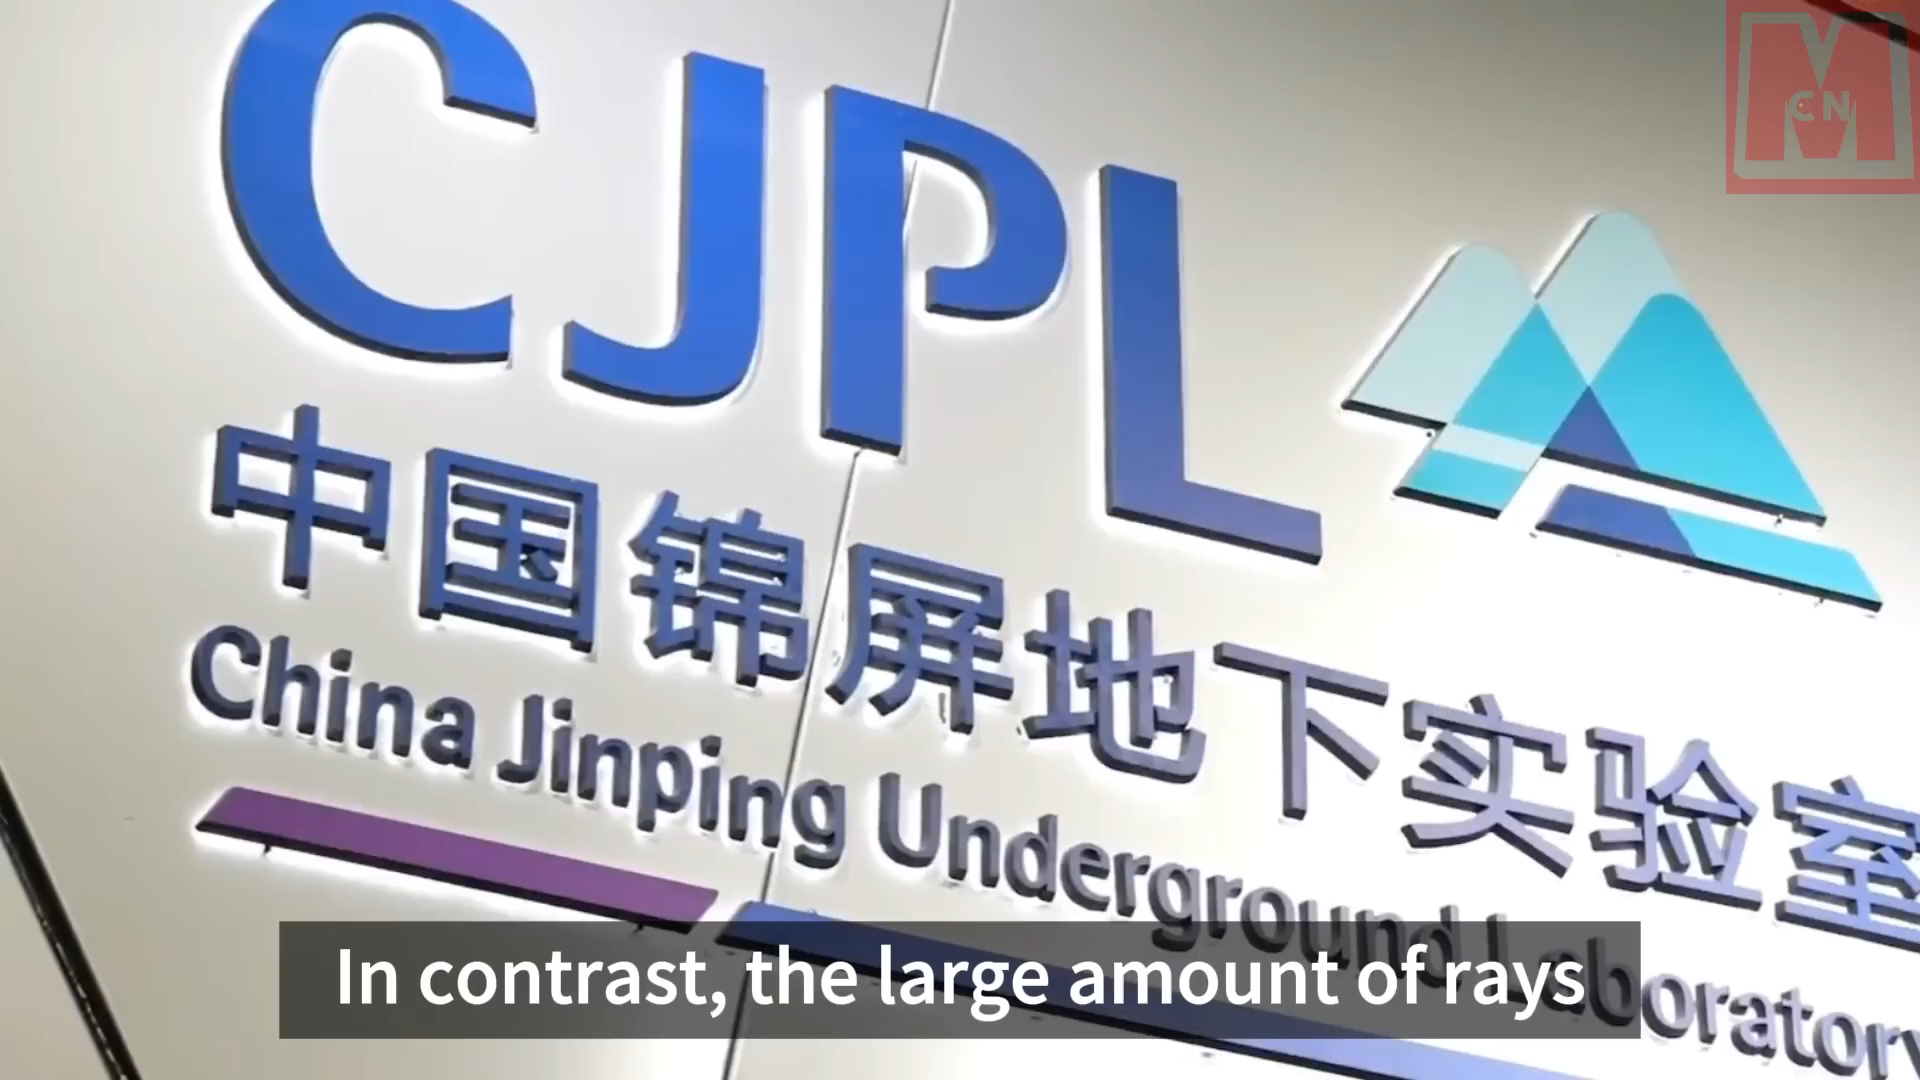 CJPL
中国锦屏地下实验室
China Jinping Underground Laboratory
In contrast, the large amount of rays
M
CN